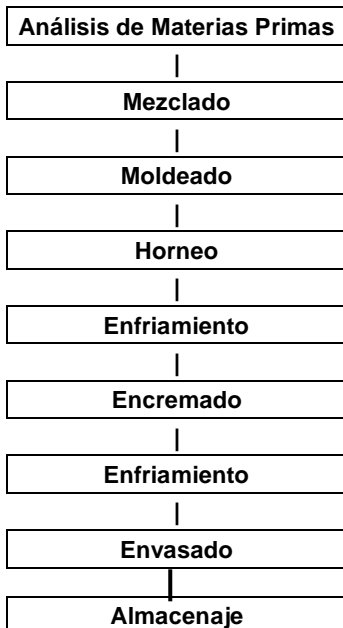 Análisis de Materias Primas
Mezclado
Moldeado
Horneo
Enfriamiento
Encremado
Enfriamiento
Envasado
Almacenaje